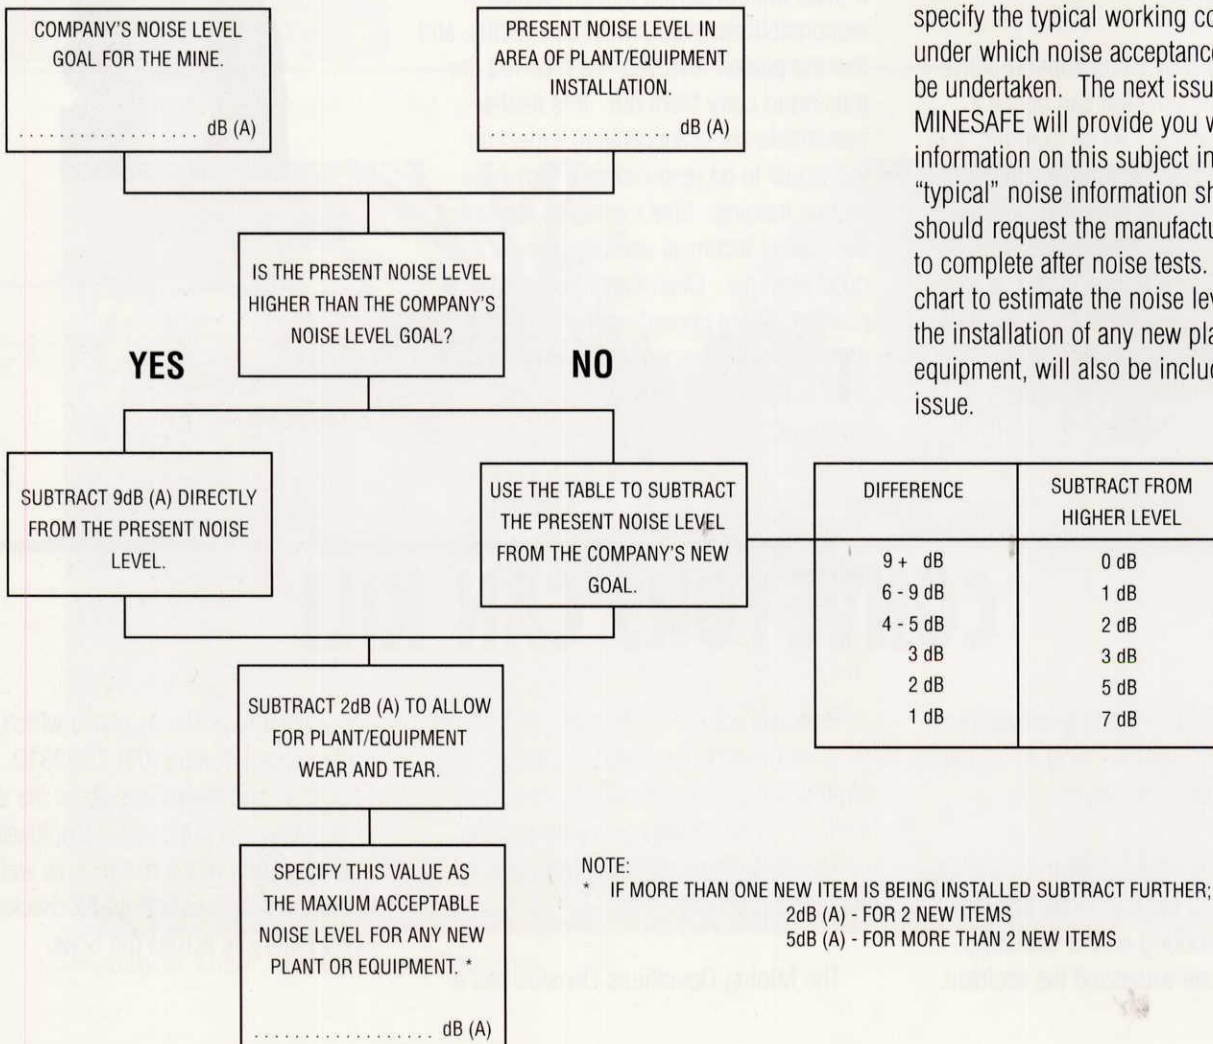 COMPANY'S NOISE LEVEL
GOAL FOR THE MINE.
. . . . . . . . . . . . . . . . . . dB (A)
PRESENT NOISE LEVEL IN
AREA OF PLANT/EQUIPMENT
INSTALLATION.
. . . . . . . . . . . . . . . . . . dB (A)
IS THE PRESENT NOISE LEVEL
HIGHER THAN THE COMPANY'S
NOISE LEVEL GOAL?
YES
NO
SUBTRACT 9dB (A) DIRECTLY
FROM THE PRESENT NOISE
LEVEL.
USE THE TABLE TO SUBTRACT
THE PRESENT NOISE LEVEL
FROM THE COMPANY'S NEW
GOAL.
DIFFERENCE SUBTRACT FROM
HIGHER LEVEL
9 + dB 0 dB
6 - 9 dB 1 dB
4 - 5 dB 2 dB
3 dB 3 dB
2 dB 5 dB
1 dB 7 dB
SUBTRACT 2dB (A) TO ALLOW
FOR PLANT/EQUIPMENT
WEAR AND TEAR.
SPECIFY THIS VALUE AS
THE MAXIUM ACCEPTABLE
NOISE LEVEL FOR ANY NEW
PLANT OR EQUIPMENT. *
. . . . . . . . . . . . . . . . . . dB (A)
NOTE:
* IF MORE THAN ONE NEW ITEM IS BEING INSTALLED SUBTRACT FURTHER;
2dB (A) - FOR 2 NEW ITEMS
5dB (A) - FOR MORE THAN 2 NEW ITEMS
specify the typical working
under which noise acceptance
be undertaken. The next
MINESAFE will provide you
information on this subject
"typical" noise information
should request the
to complete after noise tests.
chart to estimate the noise
the installation of any new
equipment, will also be
issue.
The Mining Operations Division